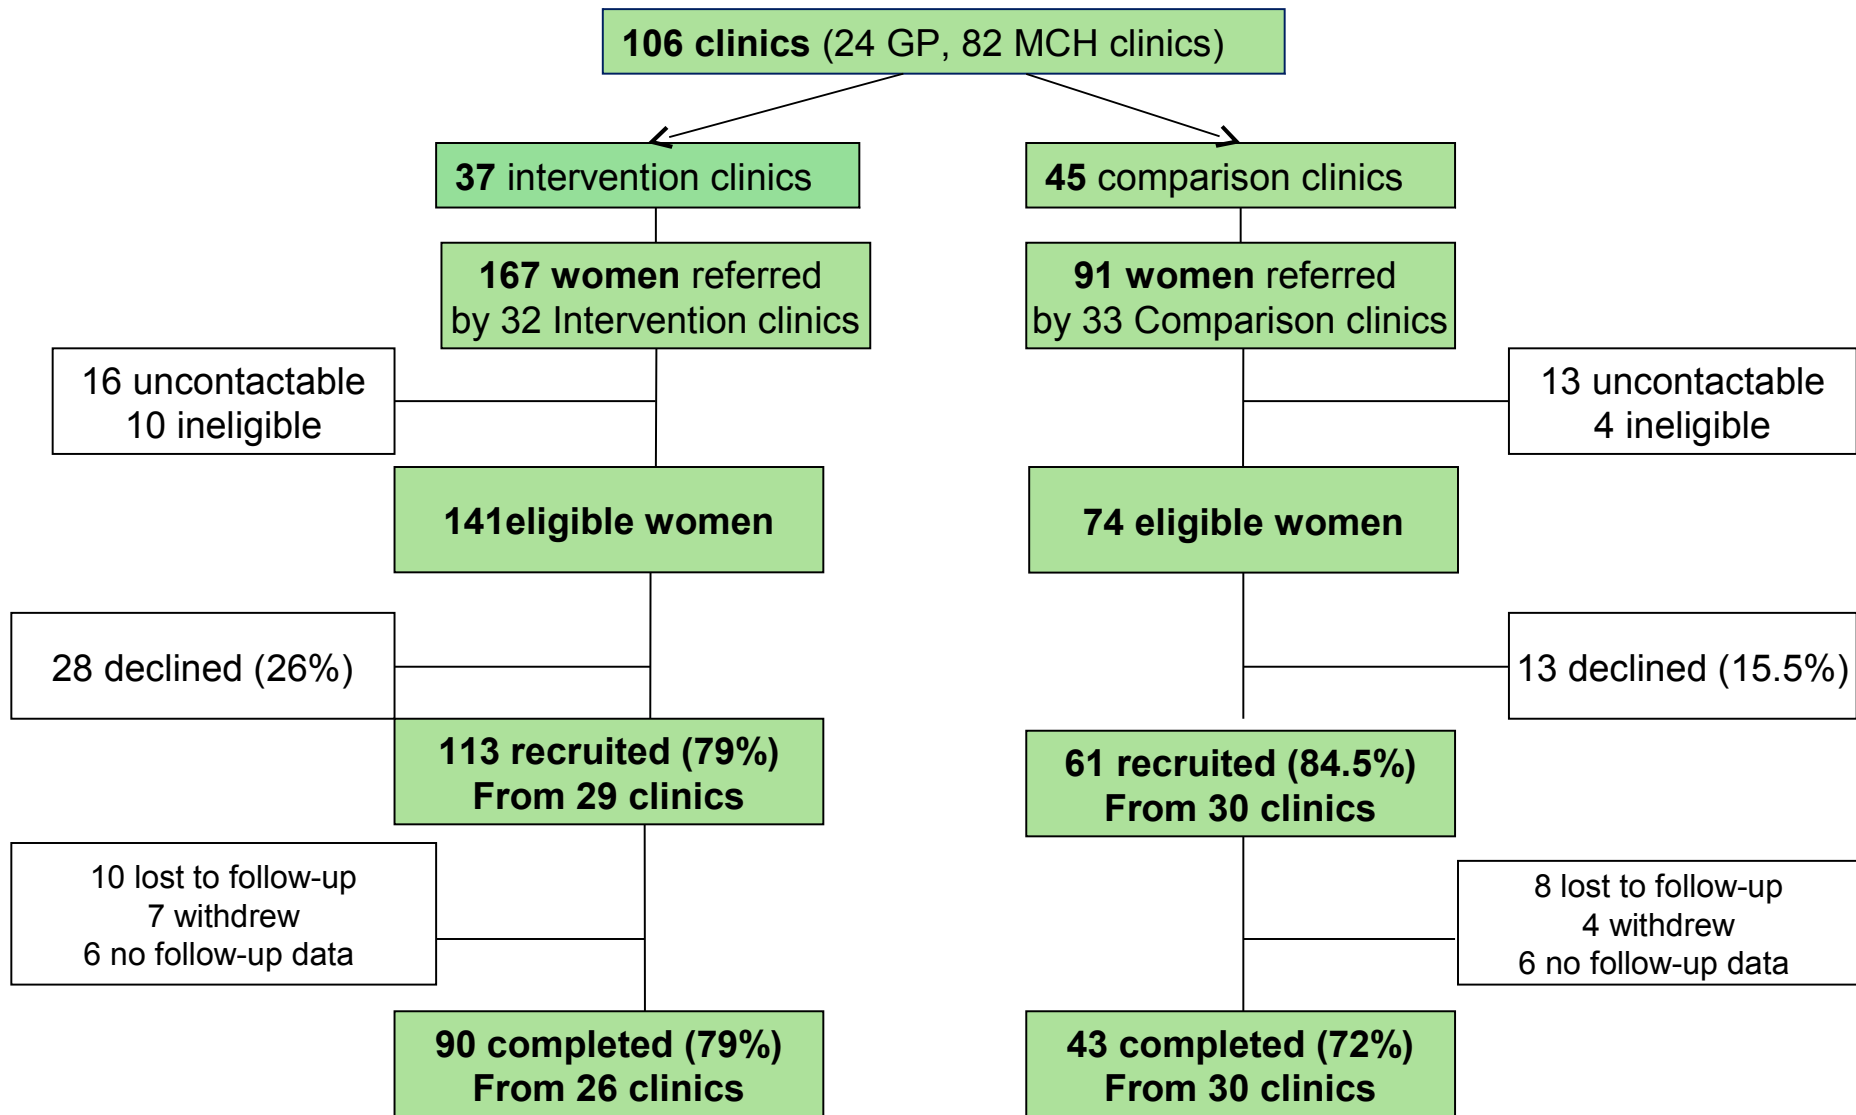 106 clinics (24 GP, 82 MCH clinics)
37 intervention clinics
45 comparison clinics
167 women referred
by 32 Intervention clinics
91 women referred
by 33 Comparison clinics
16 uncontactable
10 ineligible
13 uncontactable
4 ineligible
141eligible women
74 eligible women
28 declined (26%)
13 declined (15.5%)
113 recruited (79%)
From 29 clinics
61 recruited (84.5%)
From 30 clinics
10 lost to follow-up
7 withdrew
6 no follow-up data
8 lost to follow-up
4 withdrew
6 no follow-up data
90 completed (79%)
From 26 clinics
43 completed (72%)
From 30 clinics